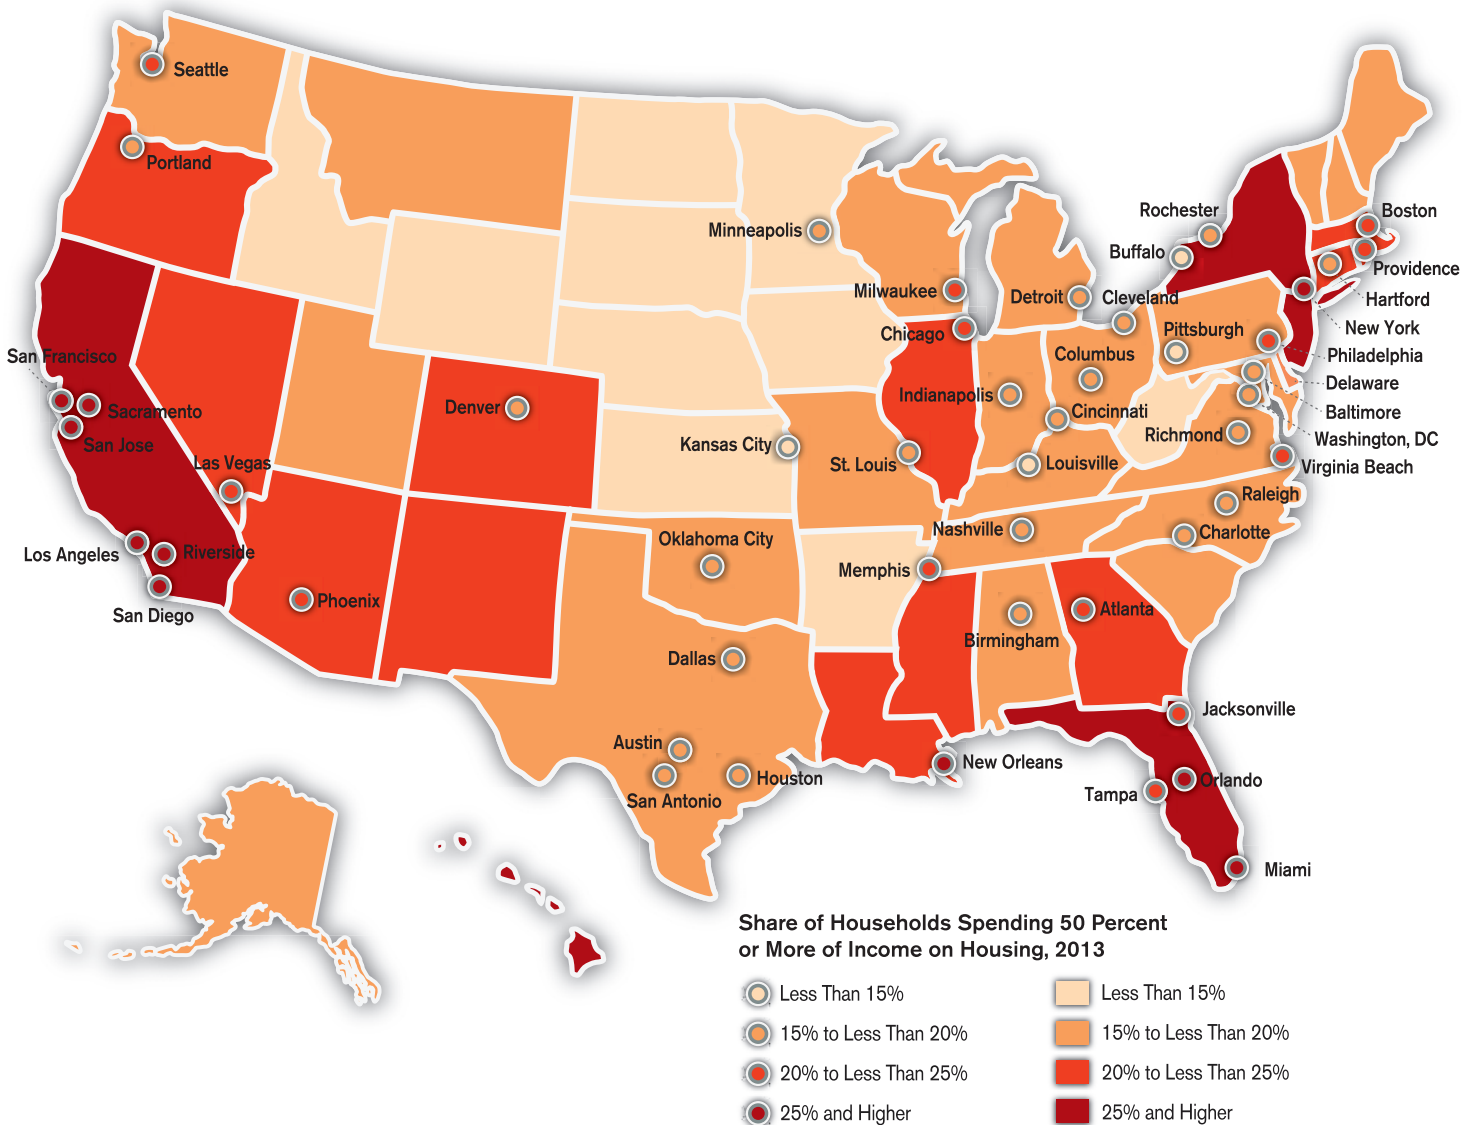 Seattle
Portland
Minneapolis
Rochester
Boston
Buffalo
Providence
Milwaukee
Detroit
Cleveland
Hartford
Chicago
Pittsburgh
New York
San Francisco
Columbus
Philadelphia
Delaware
Denver
Indianapolis
Sacramento
Cincinnati
Baltimore
San Jose
Kansas City
Richmond
Washington, DC
Las Vegas
St. Louis
Louisville
Virginia Beach
Raleigh
Oklahoma City
Nashville
Charlotte
Los Angeles
Riverside
Memphis
Phoenix
Atlanta
San Diego
Birmingham
Dallas
Jacksonville
Austin
New Orleans
Houston
Orlando
San Antonio
Tampa
Miami
Share of Households Spending 50 Percent
or More of Income on Housing, 2013
Less Than 15%
Less Than 15%
15% to Less Than 20%
15% to Less Than 20%
20% to Less Than 25%
20% to Less Than 25%
25% and Higher
25% and Higher